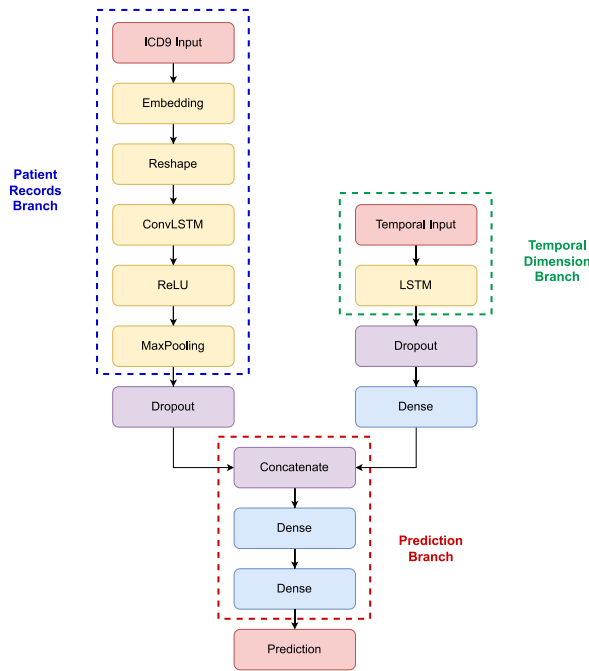 ICD9 Input
Embedding
Reshape
Patient
Records
Branch
ConvLSTM
ReLU
MaxPooling
Dropout
Temporal Input
LSTM
Temporal
Dimension
Branch
Dropout
Dense
Concatenate
Dense
Dense
Prediction
Branch
Prediction